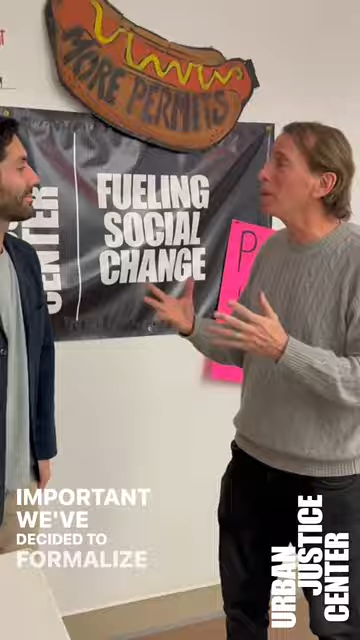 MORE PERMITS
CENTER
FUELING
SOCIAL
CHANGE
P
IMPORTANT
WE'VE
DECIDED TO
FORMALIZE
URBAN
JUSTICE
CENTER